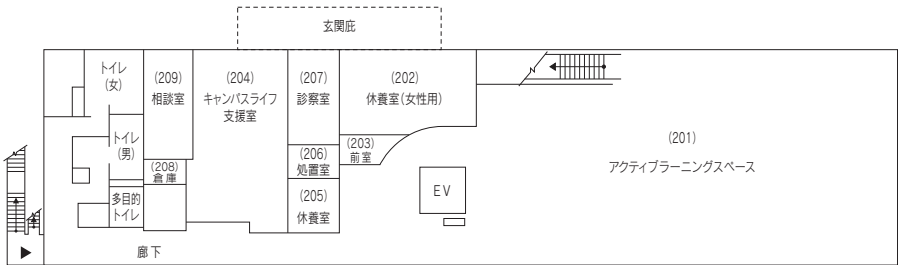 玄関庇
トイレ
(女)
(209)
相談室
(204)
キャンパスライフ
支援室
(207)
診察室
(202)
休養室(女性用)
トイレ
(男)
(203)
前室
(201)
アクティブラーニングスペース
(208)
倉庫
(206)
処置室
EV
多目的
トイレ
(205)
休養室
廊下